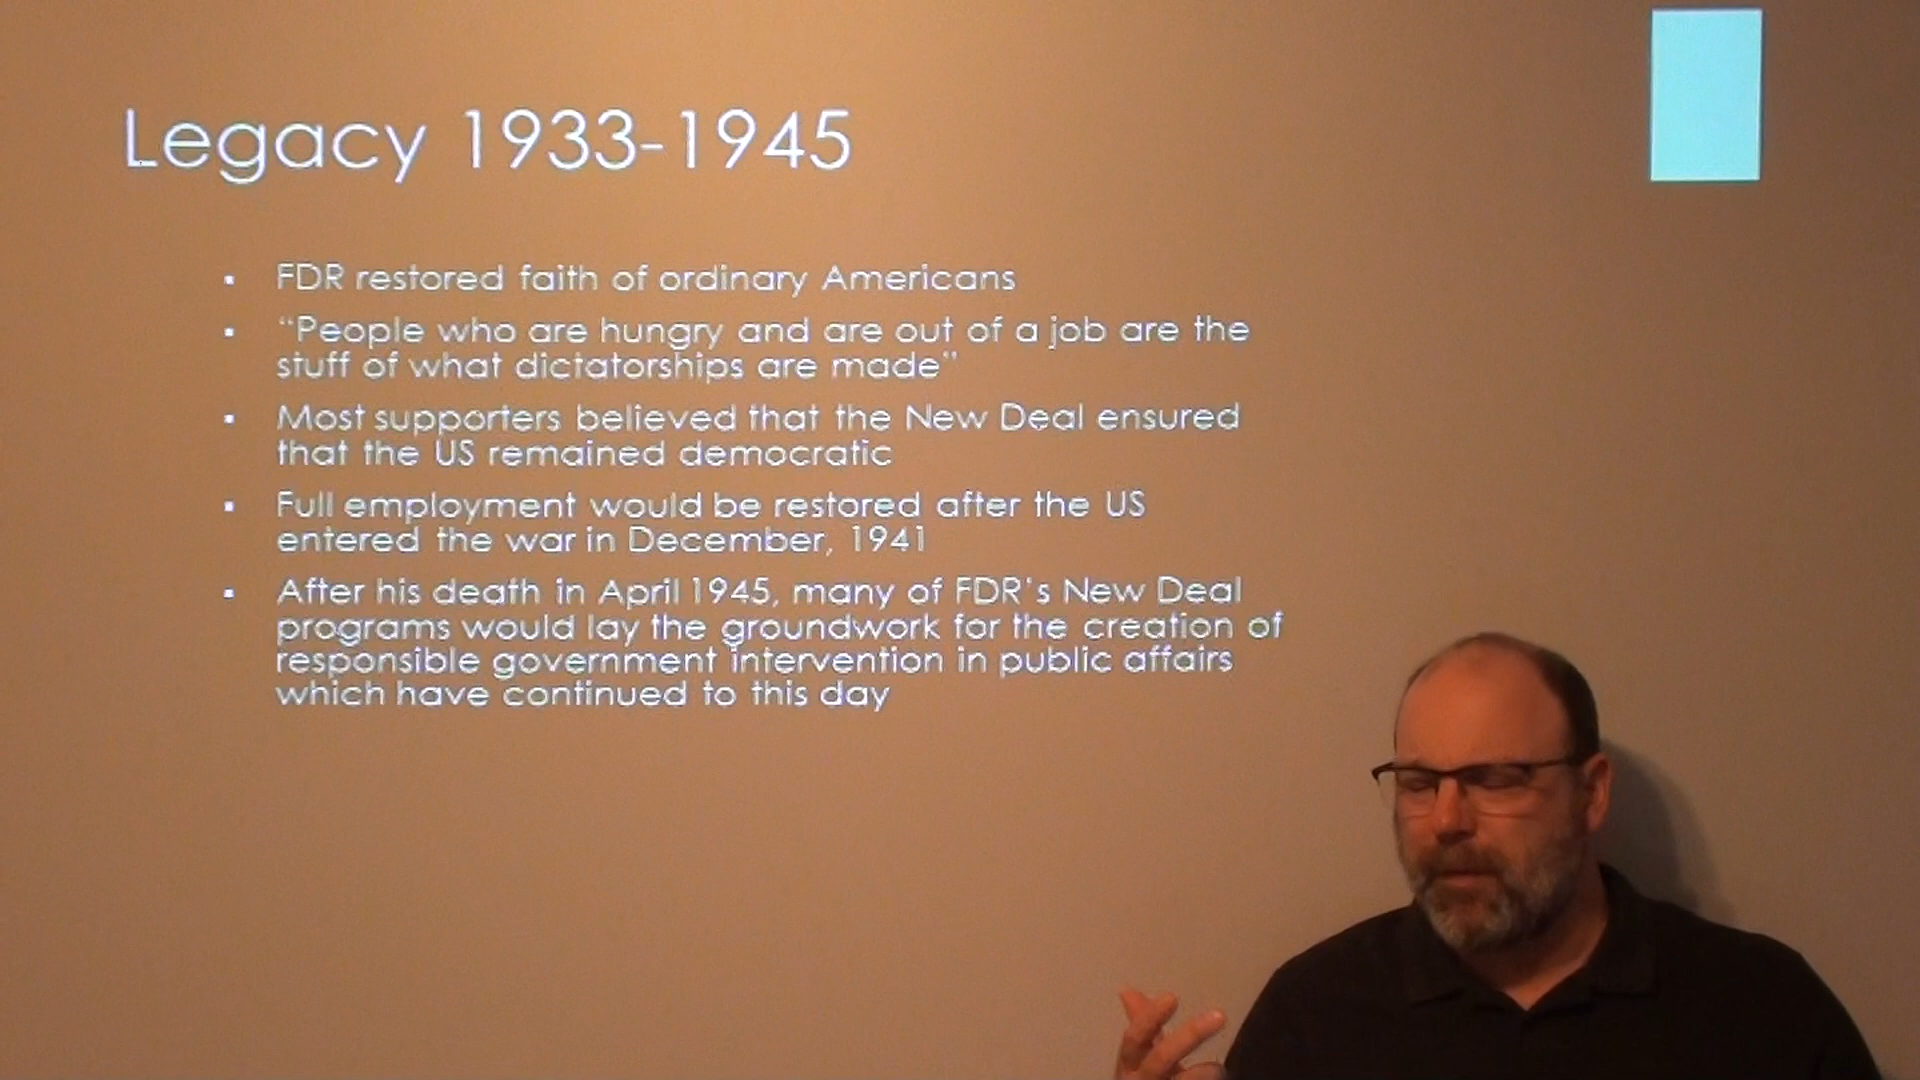 Legacy 1933-1945
▪ FDR restored faith of ordinary Americans
▪ “People who are hungry and are out of a job are the
stuff of what dictatorships are made”
▪ Most supporters believed that the New Deal ensured
that the US remained democratic
▪ Full employment would be restored after the US
entered the war in December, 1941
▪ After his death in April 1945, many of FDR’s New Deal
programs would lay the groundwork for the creation of
responsible government intervention in public affairs
which have continued to this day